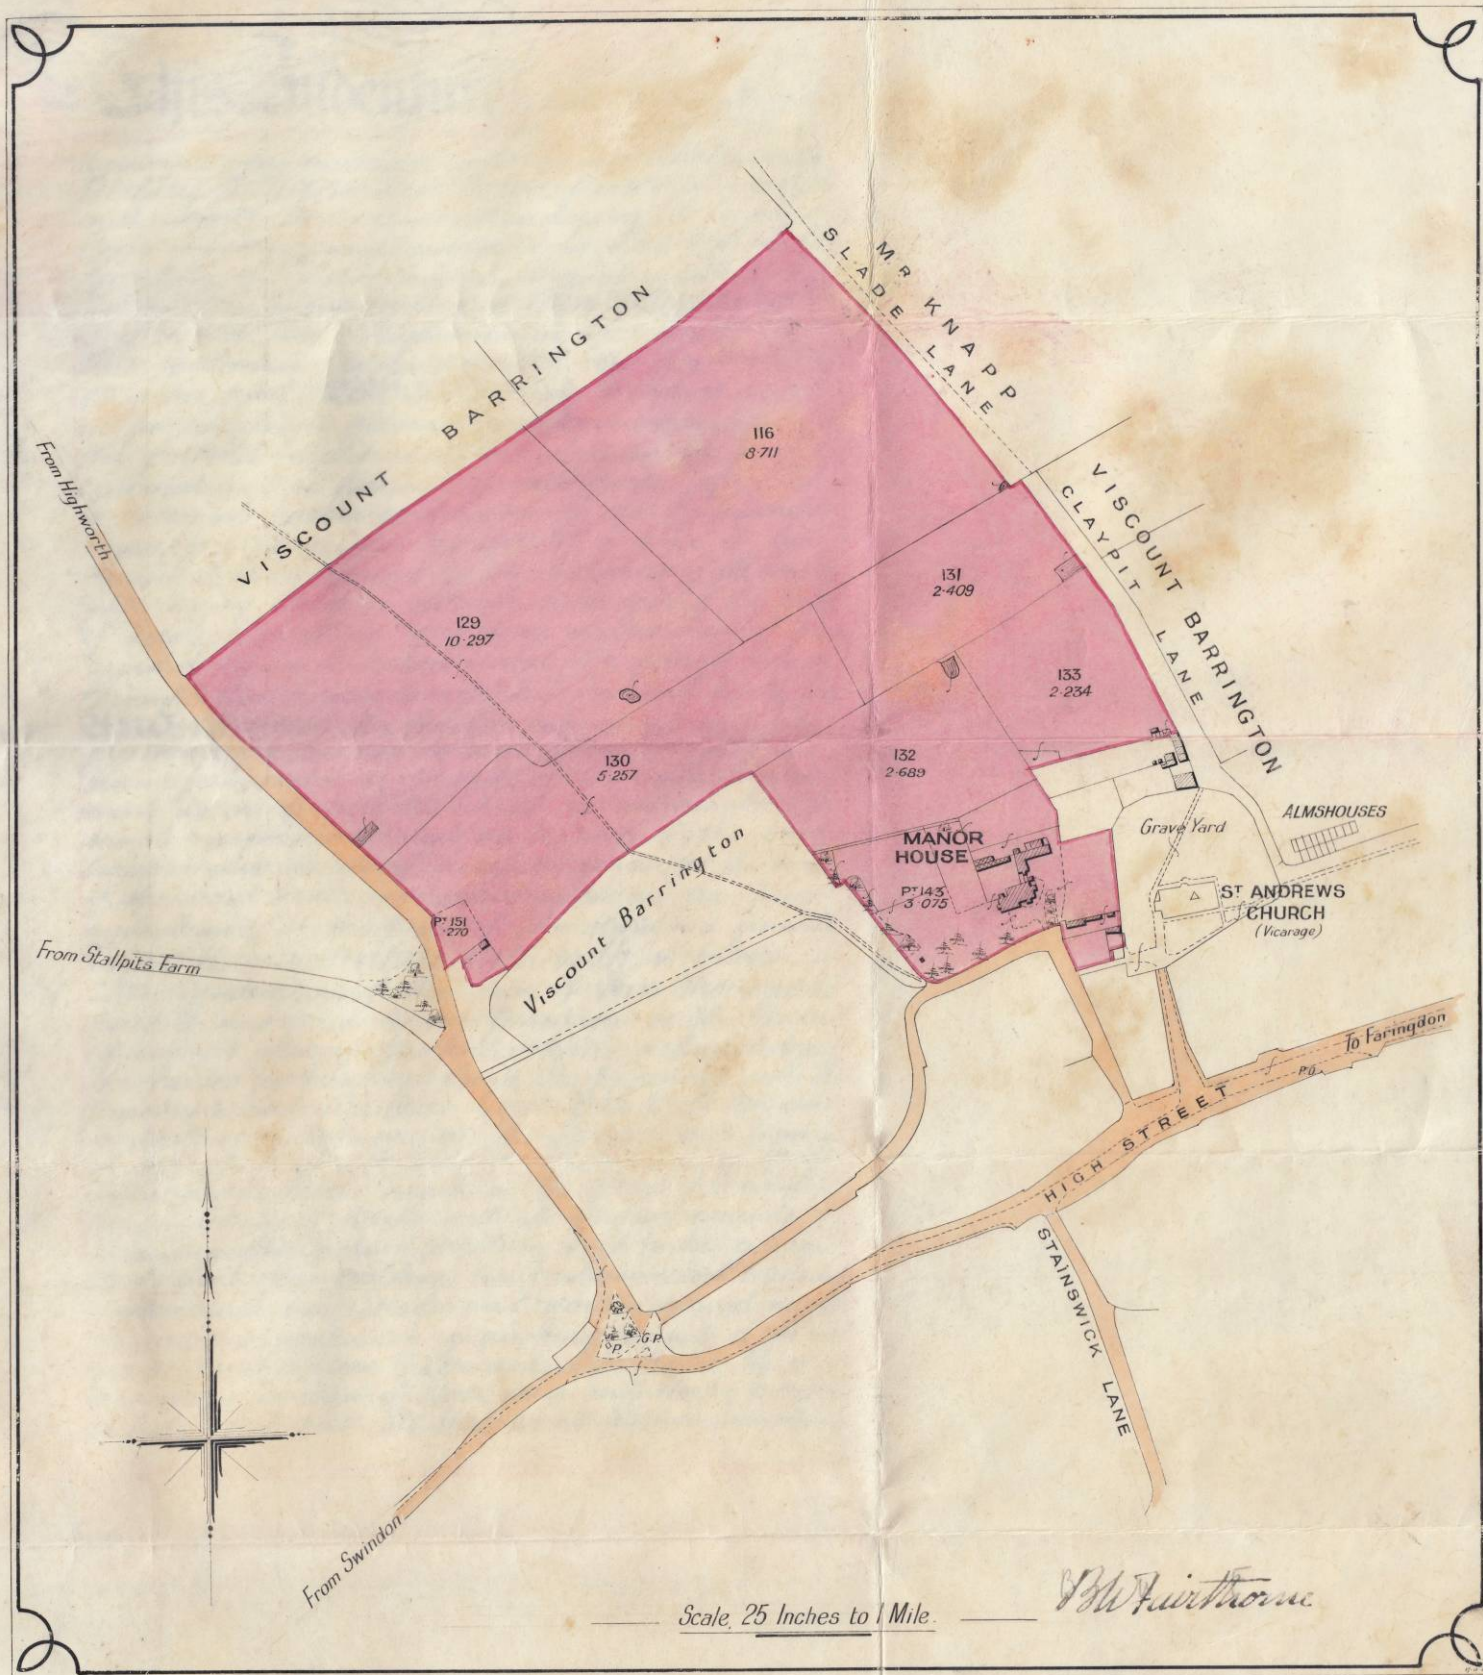 MR KNAPP
SLADE LANE
VISCOUNT BARRINGTON
116
8·711
From Highworth
VISCOUNT BARRINGTON
CLAYPIT LANE
131
2·409
129
10·297
133
2·234
130
5·257
132
2·689
ALMSHOUSES
Grave Yard
MANOR
HOUSE
PT 143
3·075
ST ANDREWS
CHURCH
(Vicarage)
Viscount Barrington
PT 151
·270
From Stallpits Farm
To Faringdon
P.O.
HIGH STREET
STAINSWICK LANE
G P
P
From Swindon
Scale, 25 Inches to 1 Mile.
BW Fairthorne